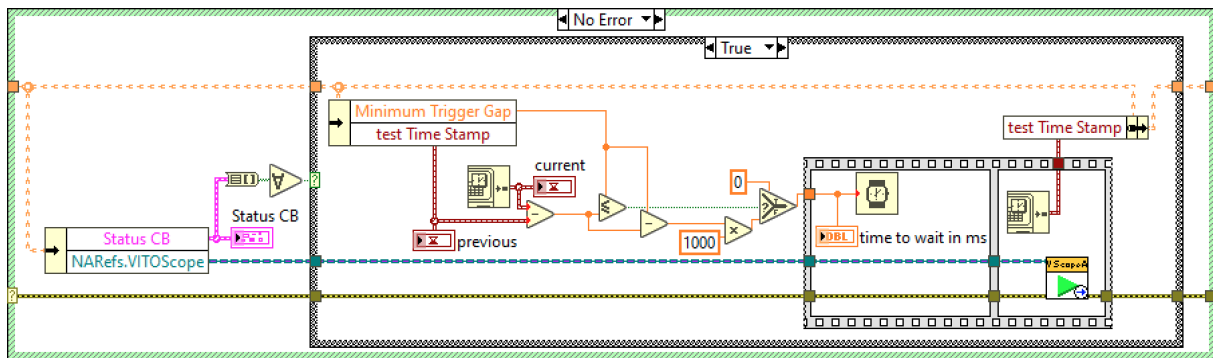 No Error
True
Minimum Trigger Gap
test Time Stamp
current
previous
Status CB
Status CB
NARefs.VITOScope
0
1000
DBL
time to wait in ms
test Time Stamp